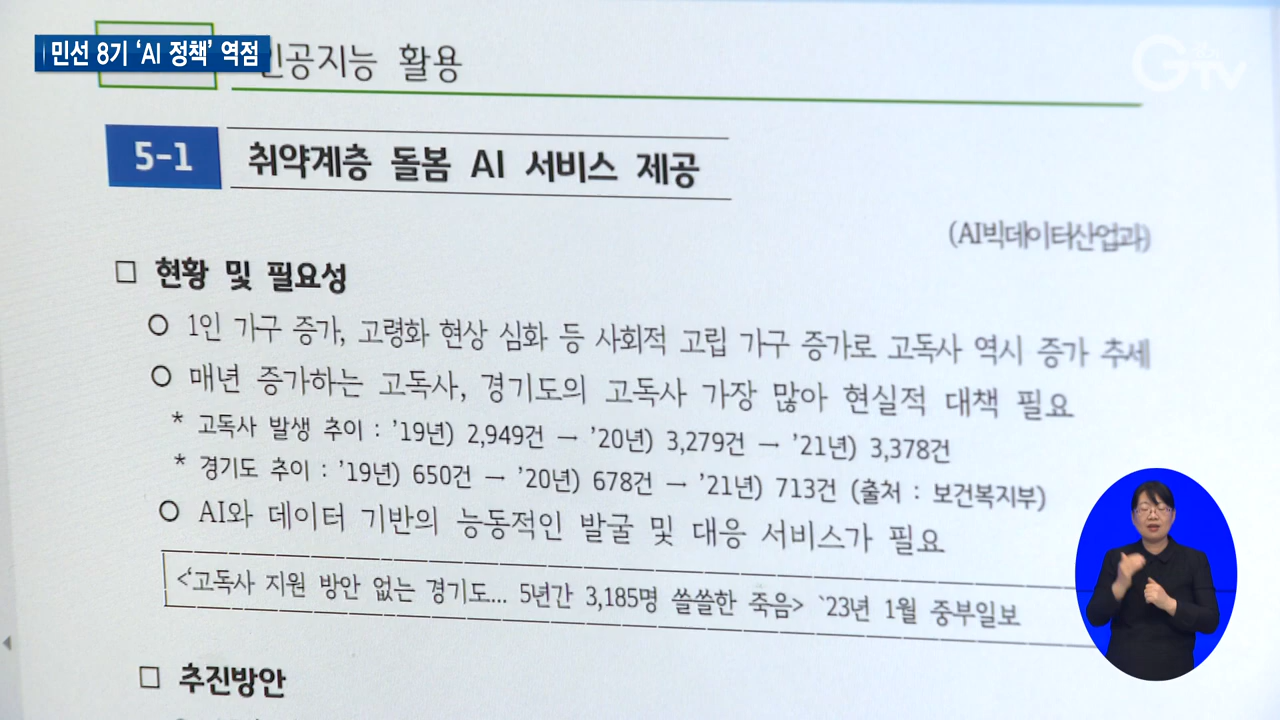 민선 8기 ‘AI 정책’ 역점
인공지능 활용
GTV
5-1 취약계층 돌봄 AI 서비스 제공
(AI빅데이터산업과)
□ 현황 및 필요성
○ 1인 가구 증가, 고령화 현상 심화 등 사회적 고립 가구 증가로 고독사 역시 증가 추세
○ 매년 증가하는 고독사, 경기도의 고독사 가장 많아 현실적 대책 필요
* 고독사 발생 추이 : ’19년) 2,949건 → ’20년) 3,279건 → ’21년) 3,378건
* 경기도 추이 : ’19년) 650건 → ’20년) 678건 → ’21년) 713건 (출처 : 보건복지부)
○ AI와 데이터 기반의 능동적인 발굴 및 대응 서비스가 필요
<‘고독사 지원 방안 없는 경기도... 5년간 3,185명 쓸쓸한 죽음> `23년 1월 중부일보
□ 추진방안